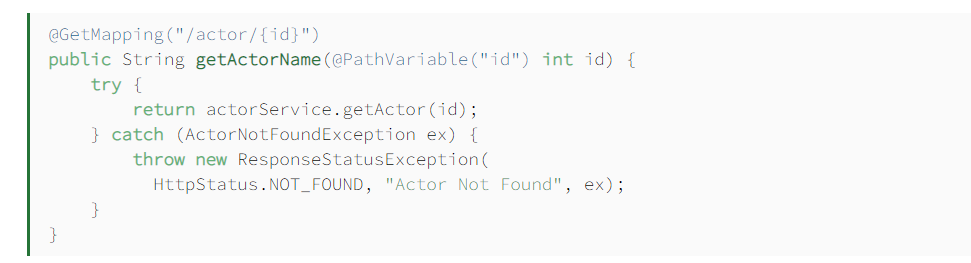 @GetMapping("/actor/{id}")
public String getActorName(@PathVariable("id") int id) {
    try {
        return actorService.getActor(id);
    } catch (ActorNotFoundException ex) {
        throw new ResponseStatusException(
          HttpStatus.NOT_FOUND, "Actor Not Found", ex);
    }
}